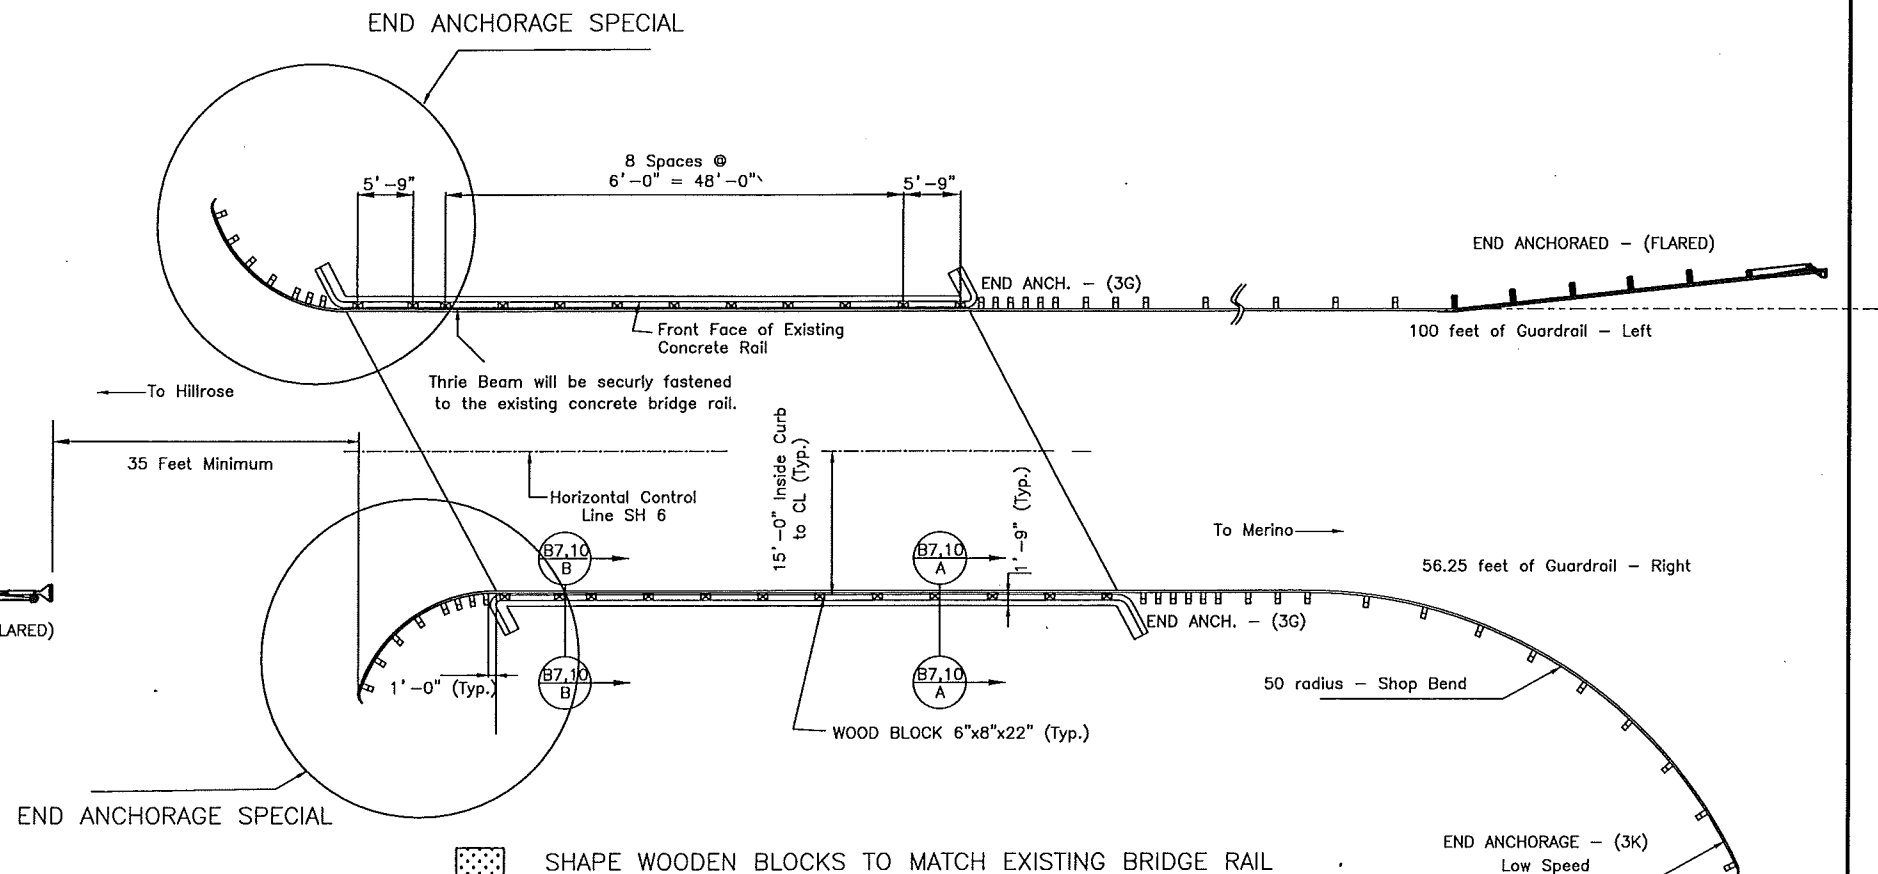 END ANCHORAGE SPECIAL
8 Spaces @
6'-0" = 48'-0"
5'-9"
5'-9"
END ANCHORAED - (FLARED)
END ANCH. - (3G)
Front Face of Existing
Concrete Rail
100 feet of Guardrail - Left
Thrie Beam will be securly fastened
to the existing concrete bridge rail.
To Hillrose
35 Feet Minimum
Horizontal Control
Line SH 6
15'-0" Inside Curb
to CL (Typ.)
1'-9" (Typ.)
To Merino
B7,10
B
B7,10
A
56.25 feet of Guardrail - Right
LARED)
END ANCH. - (3G)
B7,10
B
B7,10
A
1'-0" (Typ.)
50 radius - Shop Bend
WOOD BLOCK 6"x8"x22" (Typ.)
END ANCHORAGE SPECIAL
END ANCHORAGE - (3K)
Low Speed
SHAPE WOODEN BLOCKS TO MATCH EXISTING BRIDGE RAIL